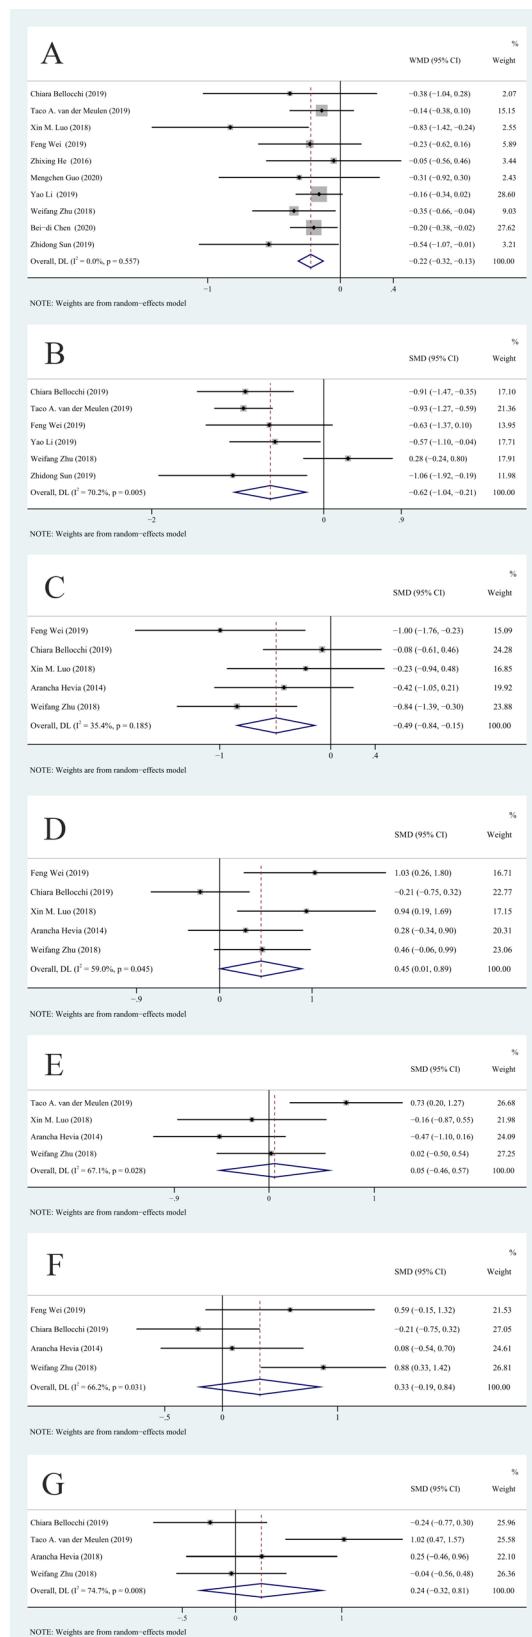 A
%
WMD (95% CI) Weight
Chiara Bellocchi (2019) −0.38 (−1.04, 0.28) 2.07
Taco A. van der Meulen (2019) −0.14 (−0.38, 0.10) 15.15
Xin M. Luo (2018) −0.83 (−1.42, −0.24) 2.55
Feng Wei (2019) −0.23 (−0.62, 0.16) 5.89
Zhixing He (2016) −0.05 (−0.56, 0.46) 3.44
Mengchen Guo (2020) −0.31 (−0.92, 0.30) 2.43
Yao Li (2019) −0.16 (−0.34, 0.02) 28.60
Weifang Zhu (2018) −0.35 (−0.66, −0.04) 9.03
Bei−di Chen (2020) −0.20 (−0.38, −0.02) 27.62
Zhidong Sun (2019) −0.54 (−1.07, −0.01) 3.21
Overall, DL (I² = 0.0%, p = 0.557) −0.22 (−0.32, −0.13) 100.00
−1 0 .4
NOTE: Weights are from random−effects model
B
%
SMD (95% CI) Weight
Chiara Bellocchi (2019) −0.91 (−1.47, −0.35) 17.10
Taco A. van der Meulen (2019) −0.93 (−1.27, −0.59) 21.36
Feng Wei (2019) −0.63 (−1.37, 0.10) 13.95
Yao Li (2019) −0.57 (−1.10, −0.04) 17.71
Weifang Zhu (2018) 0.28 (−0.24, 0.80) 17.91
Zhidong Sun (2019) −1.06 (−1.92, −0.19) 11.98
Overall, DL (I² = 70.2%, p = 0.005) −0.62 (−1.04, −0.21) 100.00
−2 0 .9
NOTE: Weights are from random−effects model
C
%
SMD (95% CI) Weight
Feng Wei (2019) −1.00 (−1.76, −0.23) 15.09
Chiara Bellocchi (2019) −0.08 (−0.61, 0.46) 24.28
Xin M. Luo (2018) −0.23 (−0.94, 0.48) 16.85
Arancha Hevia (2014) −0.42 (−1.05, 0.21) 19.92
Weifang Zhu (2018) −0.84 (−1.39, −0.30) 23.88
Overall, DL (I² = 35.4%, p = 0.185) −0.49 (−0.84, −0.15) 100.00
−1 0 .4
NOTE: Weights are from random−effects model
D
%
SMD (95% CI) Weight
Feng Wei (2019) 1.03 (0.26, 1.80) 16.71
Chiara Bellocchi (2019) −0.21 (−0.75, 0.32) 22.77
Xin M. Luo (2018) 0.94 (0.19, 1.69) 17.15
Arancha Hevia (2014) 0.28 (−0.34, 0.90) 20.31
Weifang Zhu (2018) 0.46 (−0.06, 0.99) 23.06
Overall, DL (I² = 59.0%, p = 0.045) 0.45 (0.01, 0.89) 100.00
−.9 0 1
NOTE: Weights are from random−effects model
E
%
SMD (95% CI) Weight
Taco A. van der Meulen (2019) 0.73 (0.20, 1.27) 26.68
Xin M. Luo (2018) −0.16 (−0.87, 0.55) 21.98
Arancha Hevia (2014) −0.47 (−1.10, 0.16) 24.09
Weifang Zhu (2018) 0.02 (−0.50, 0.54) 27.25
Overall, DL (I² = 67.1%, p = 0.028) 0.05 (−0.46, 0.57) 100.00
−.9 0 1
NOTE: Weights are from random−effects model
F
%
SMD (95% CI) Weight
Feng Wei (2019) 0.59 (−0.15, 1.32) 21.53
Chiara Bellocchi (2019) −0.21 (−0.75, 0.32) 27.05
Arancha Hevia (2014) 0.08 (−0.54, 0.70) 24.61
Weifang Zhu (2018) 0.88 (0.33, 1.42) 26.81
Overall, DL (I² = 66.2%, p = 0.031) 0.33 (−0.19, 0.84) 100.00
−.5 0 1
NOTE: Weights are from random−effects model
G
%
SMD (95% CI) Weight
Chiara Bellocchi (2019) −0.24 (−0.77, 0.30) 25.96
Taco A. van der Meulen (2019) 1.02 (0.47, 1.57) 25.58
Arancha Hevia (2018) 0.25 (−0.46, 0.96) 22.10
Weifang Zhu (2018) −0.04 (−0.56, 0.48) 26.36
Overall, DL (I² = 74.7%, p = 0.008) 0.24 (−0.32, 0.81) 100.00
−.5 0 1
NOTE: Weights are from random−effects model